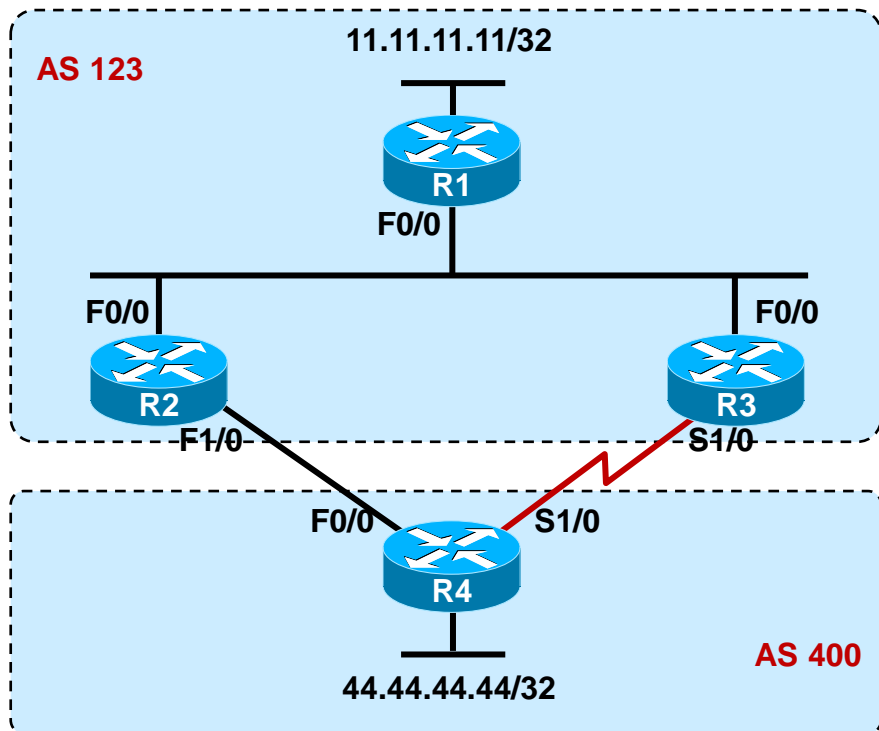 11.11.11.11/32
AS 123
R1
F0/0
F0/0
F0/0
R2
R3
F1/0
S1/0
F0/0
S1/0
R4
AS 400
44.44.44.44/32